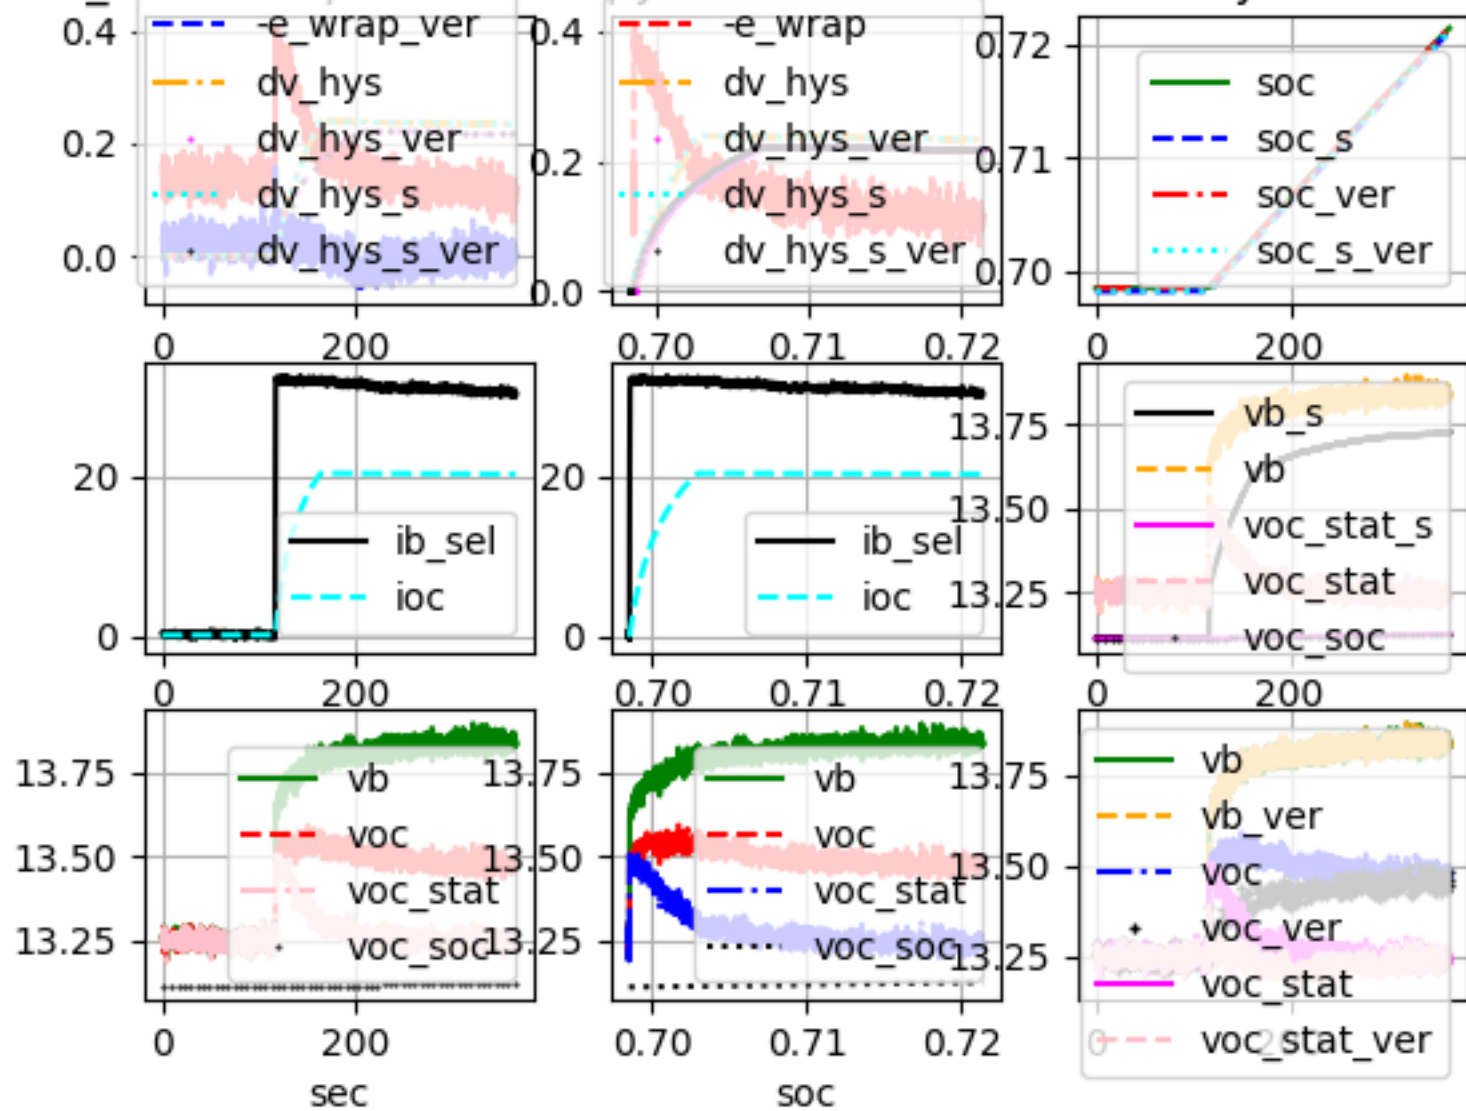 -e_wrap_ver
dv_hys
dv_hys_ver
dv_hys_s
dv_hys_s_ver
0.4
0.2
0.0
0
200
-e_wrap
dv_hys
dv_hys_ver
dv_hys_s
dv_hys_s_ver
0.4
0.2
0.0
0.70
0.71
0.72
soc
soc_s
soc_ver
soc_s_ver
0.72
0.71
0.70
0
200
ib_sel
ioc
20
0
0
200
ib_sel
ioc
20
0
0.70
0.71
0.72
vb_s
vb
voc_stat_s
voc_stat
voc_soc
13.75
13.50
13.25
0
200
vb
voc
voc_stat
voc_soc
13.75
13.50
13.25
0
200
sec
vb
voc
voc_stat
voc_soc
13.75
13.50
13.25
0.70
0.71
0.72
soc
vb
vb_ver
voc
voc_ver
voc_stat
voc_stat_ver
13.75
13.50
13.25
0
200